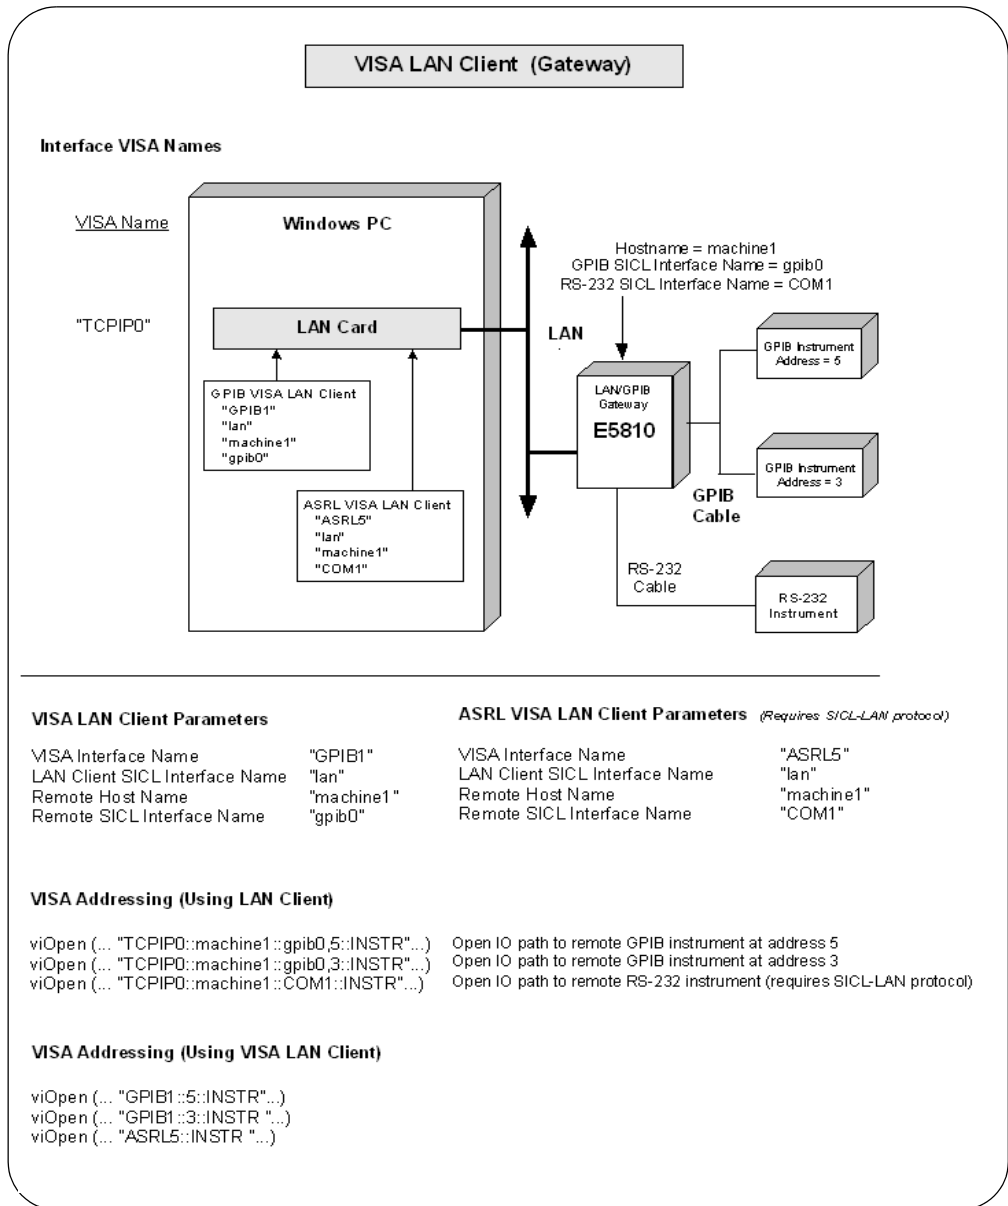 VISA LAN Client (Gateway)
Interface VISA Names
VISA Name
Windows PC
"TCPIP0"
LAN Card
GPIB VISA LAN Client
"GPIB1"
"lan"
"machine1"
"gpib0"
ASRL VISA LAN Client
"ASRL5"
"lan"
"machine1"
"COM1"
LAN
Hostname = machine1
GPIB SICL Interface Name = gpib0
RS-232 SICL Interface Name = COM1
LAN/GPIB
Gateway
E5810
GPIB Instrument
Address = 5
GPIB Instrument
Address = 3
GPIB
Cable
RS-232
Cable
RS-232
Instrument
VISA LAN Client Parameters
VISA Interface Name "GPIB1"
LAN Client SICL Interface Name "lan"
Remote Host Name "machine1"
Remote SICL Interface Name "gpib0"
ASRL VISA LAN Client Parameters (Requires SICL-LAN protocol)
VISA Interface Name "ASRL5"
LAN Client SICL Interface Name "lan"
Remote Host Name "machine1"
Remote SICL Interface Name "COM1"
VISA Addressing (Using LAN Client)
viOpen (... "TCPIP0::machine1::gpib0,5::INSTR"...) Open IO path to remote GPIB instrument at address 5
viOpen (... "TCPIP0::machine1::gpib0,3::INSTR"...) Open IO path to remote GPIB instrument at address 3
viOpen (... "TCPIP0::machine1::COM1::INSTR"...) Open IO path to remote RS-232 instrument (requires SICL-LAN protocol)
VISA Addressing (Using VISA LAN Client)
viOpen (... "GPIB1::5::INSTR"...)
viOpen (... "GPIB1::3::INSTR "...)
viOpen (... "ASRL5::INSTR "...)